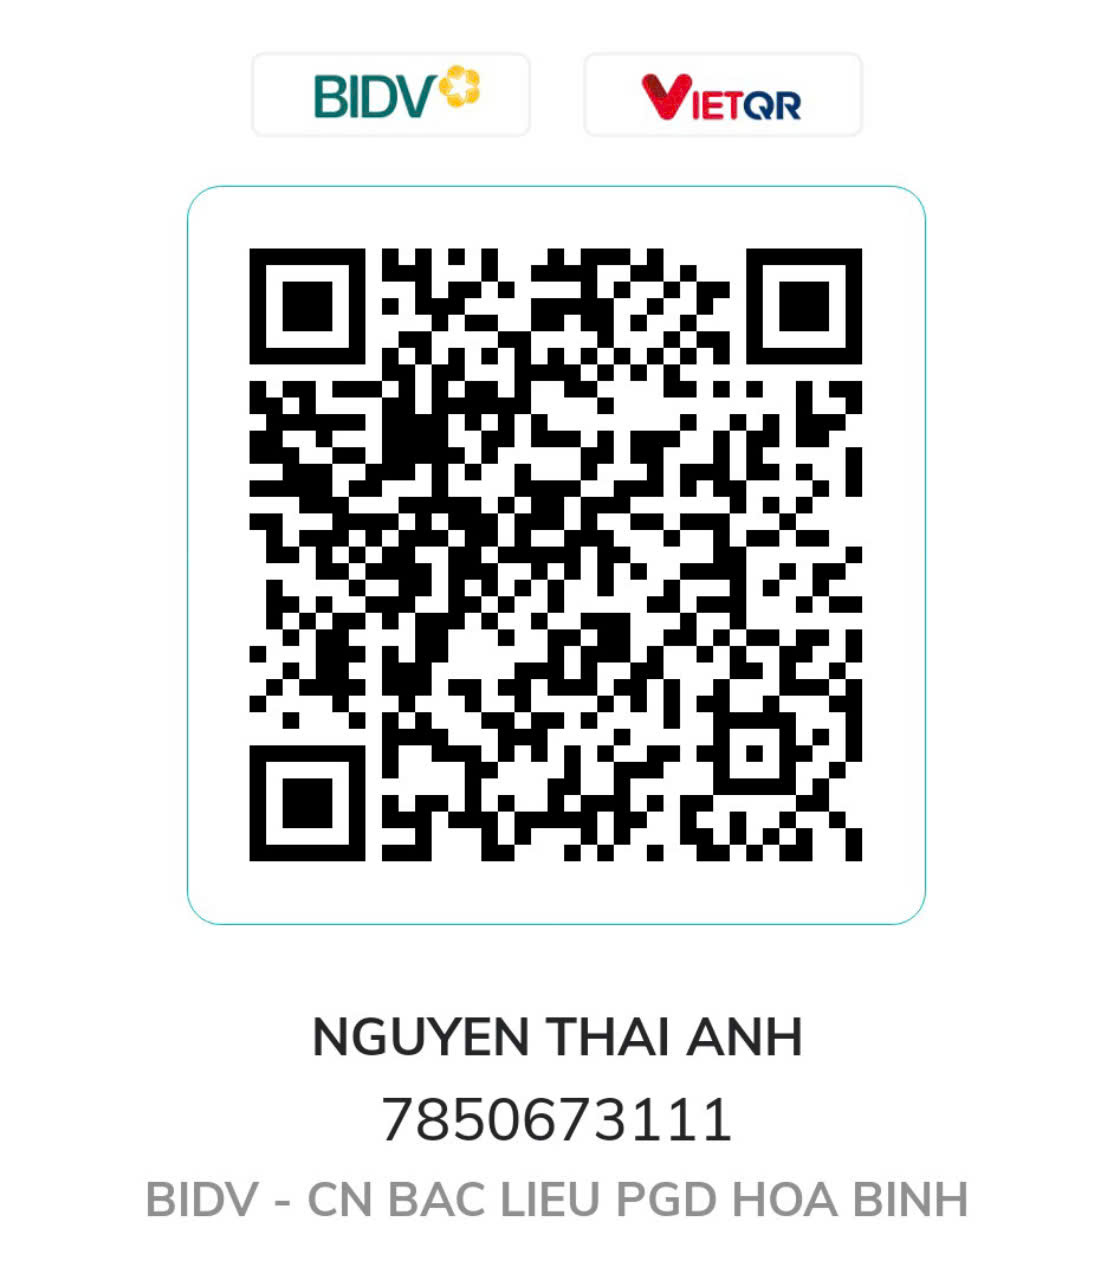 BIDV
VIETQR
NGUYEN THAI ANH
7850673111
BIDV - CN BAC LIEU PGD HOA BINH